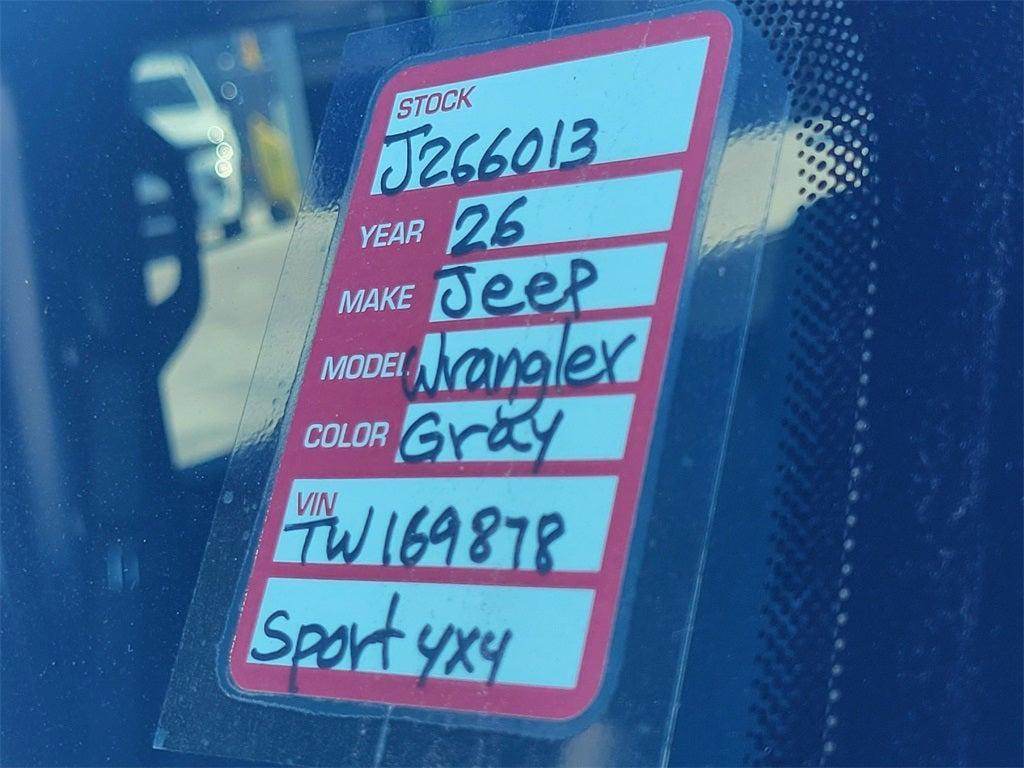 STOCK
J266013
YEAR 26
MAKE Jeep
MODEL Wrangler
COLOR Gray
VIN
TW169878
Sport 4x4